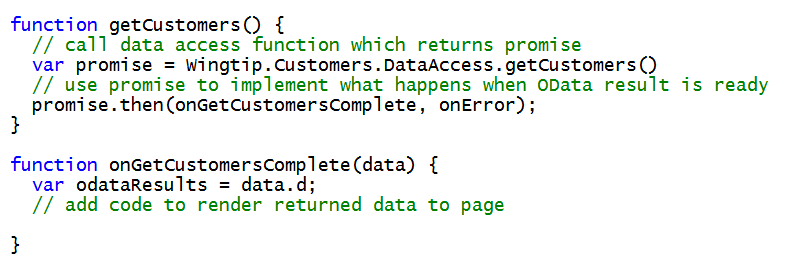 function getCustomers() {
// call data access function which returns promise
var promise = Wingtip.Customers.DataAccess.getCustomers()
// use promise to implement what happens when OData result is ready
promise.then(onGetCustomersComplete, onError);
}
function onGetCustomersComplete(data) {
var odataResults = data.d;
// add code to render returned data to page
}